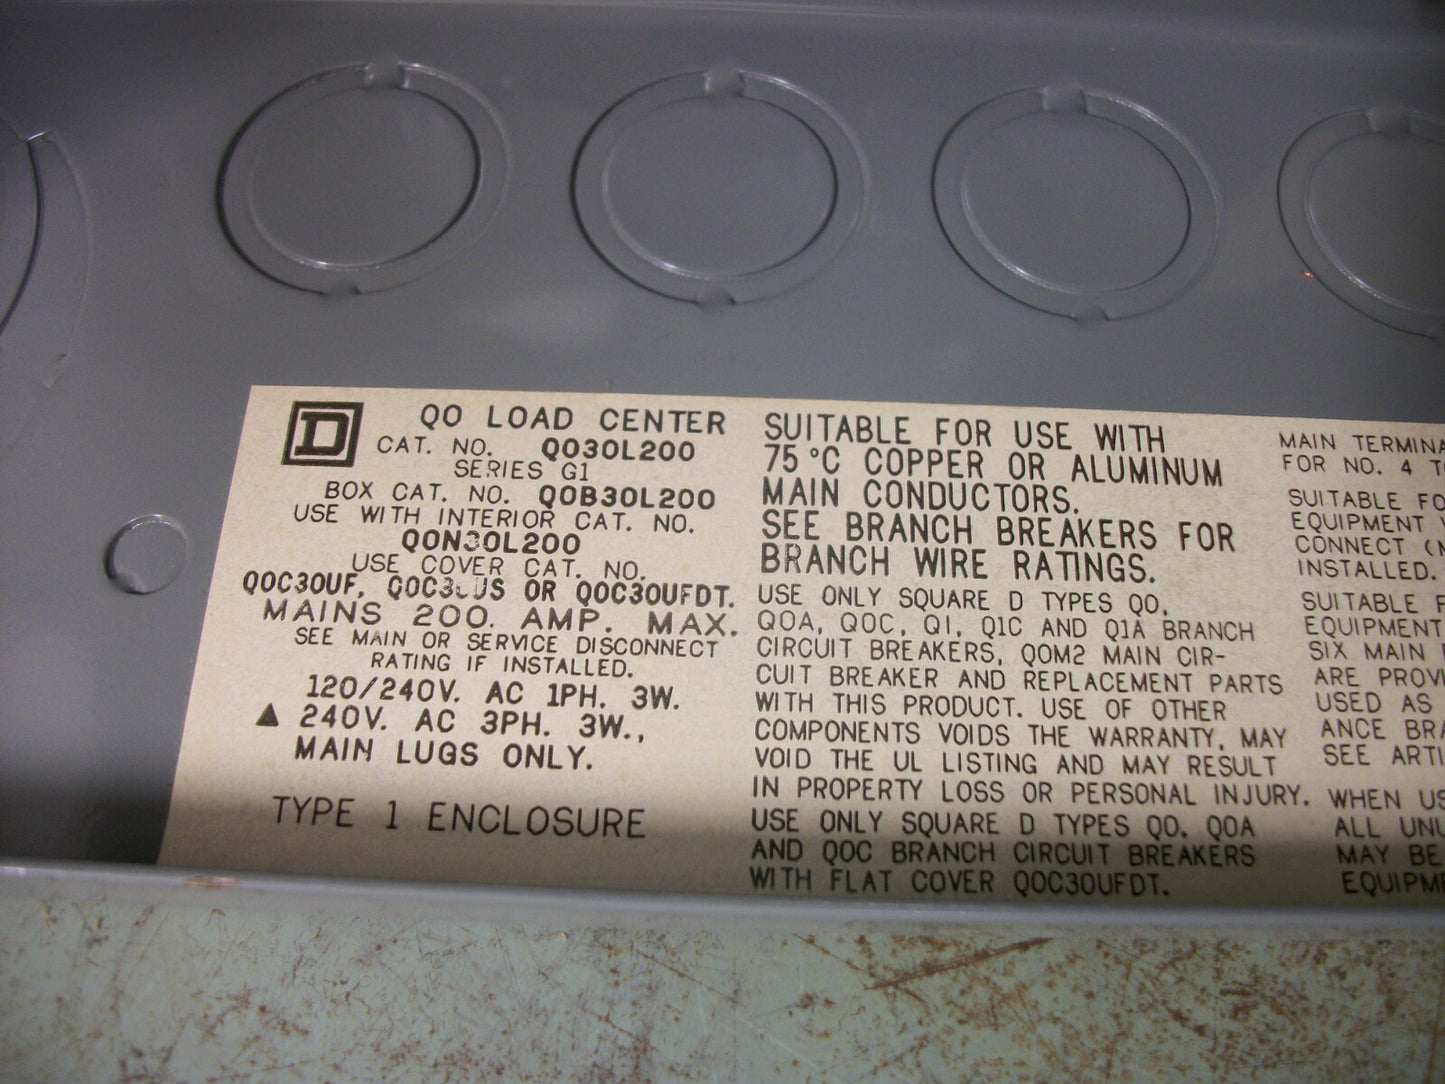 D
QO LOAD CENTER
CAT. NO. QO30L200
SERIES G1
BOX CAT. NO. QOB30L200
USE WITH INTERIOR CAT. NO.
QON30L200
USE COVER CAT. NO.
QOC30UF, QOC30US OR QOC30UFDT.
MAINS 200 AMP. MAX.
SEE MAIN OR SERVICE DISCONNECT
RATING IF INSTALLED.
120/240V. AC 1PH. 3W.
▲ 240V. AC 3PH. 3W.,
MAIN LUGS ONLY.
TYPE 1 ENCLOSURE
SUITABLE FOR USE WITH
75 °C COPPER OR ALUMINUM
MAIN CONDUCTORS.
SEE BRANCH BREAKERS FOR
BRANCH WIRE RATINGS.
USE ONLY SQUARE D TYPES QO,
QOA, QOC, Q1, Q1C AND Q1A BRANCH
CIRCUIT BREAKERS, QOM2 MAIN CIR-
CUIT BREAKER AND REPLACEMENT PARTS
WITH THIS PRODUCT. USE OF OTHER
COMPONENTS VOIDS THE WARRANTY, MAY
VOID THE UL LISTING AND MAY RESULT
IN PROPERTY LOSS OR PERSONAL INJURY.
USE ONLY SQUARE D TYPES QO, QOA
AND QOC BRANCH CIRCUIT BREAKERS
WITH FLAT COVER QOC30UFDT.
MAIN TERMINA
FOR NO. 4 T
SUITABLE FO
EQUIPMENT
CONNECT (
INSTALLED.
SUITABLE F
EQUIPMENT
SIX MAIN
ARE PROVI
USED AS
ANCE BRA
SEE ARTI
WHEN US
ALL UNU
MAY BE
EQUIPME